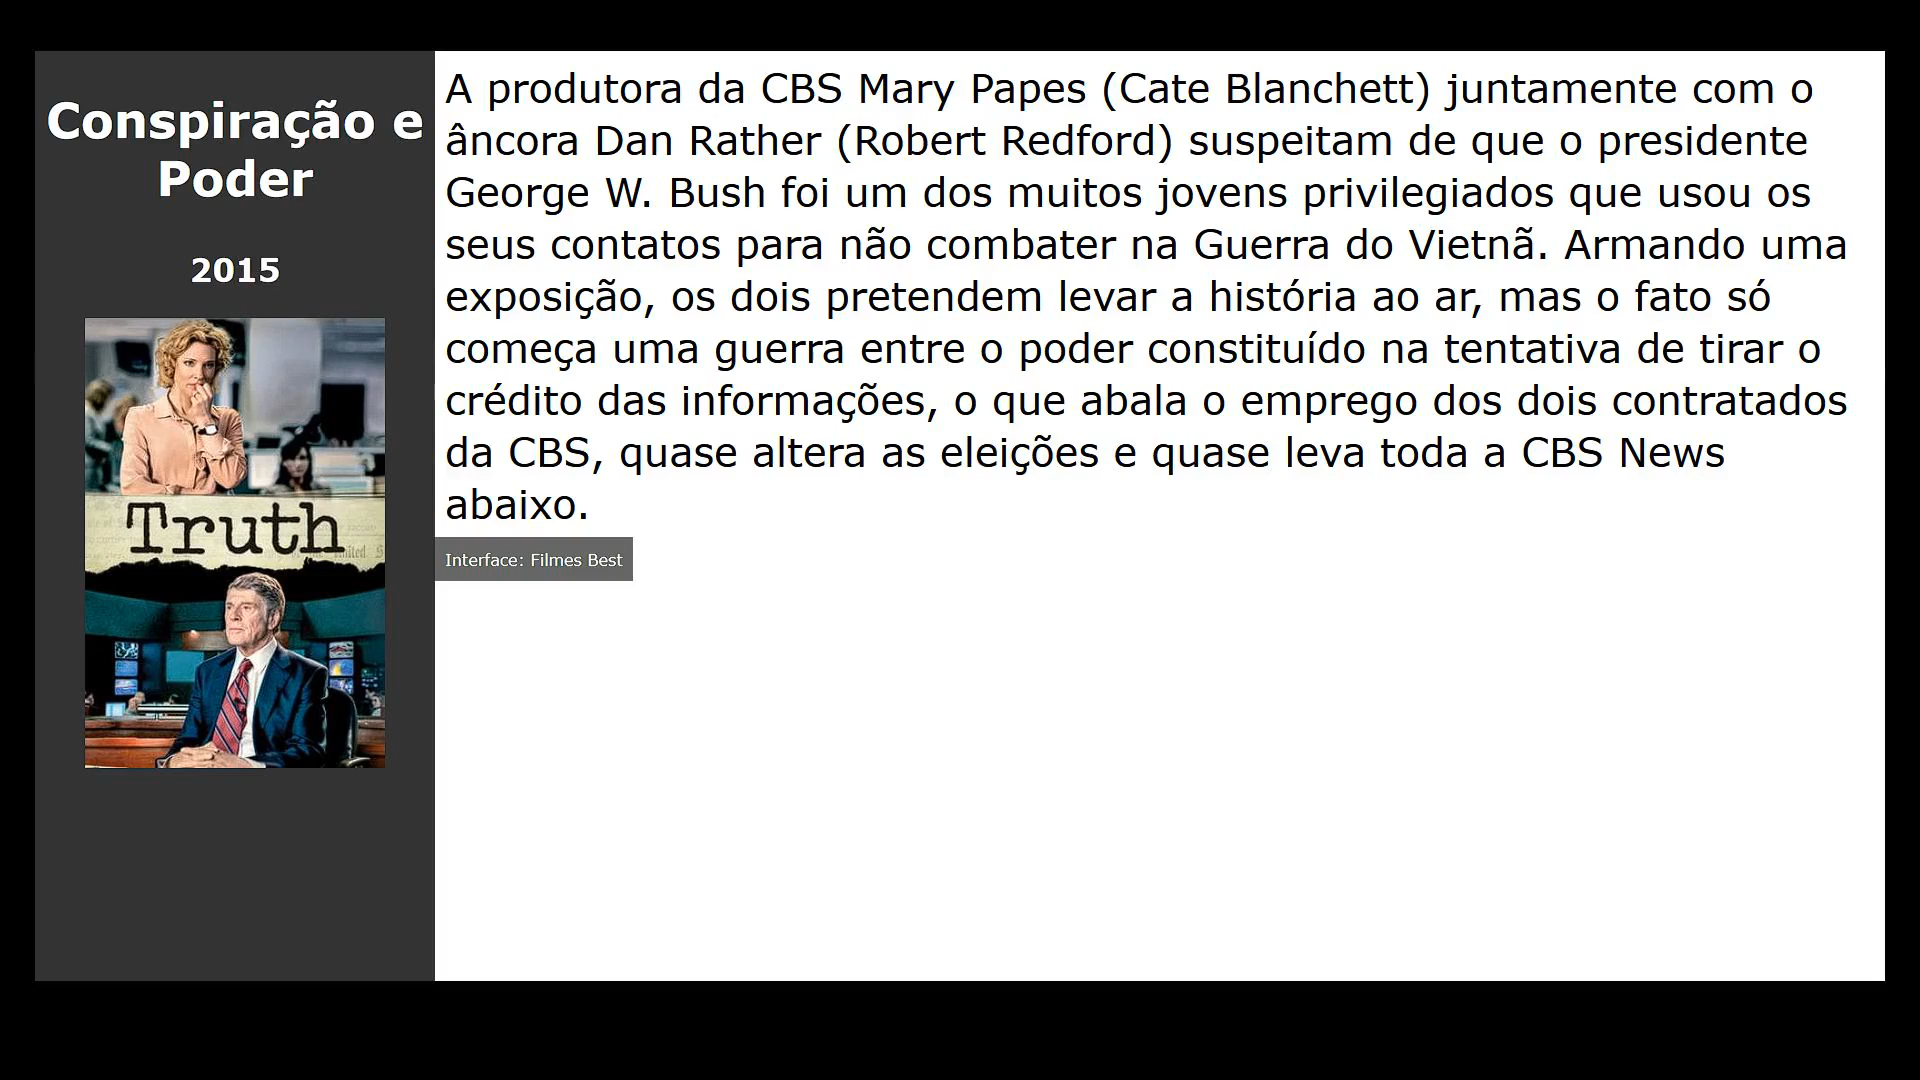 Conspiração e
Poder
2015
Truth
A produtora da CBS Mary Papes (Cate Blanchett) juntamente com o
âncora Dan Rather (Robert Redford) suspeitam de que o presidente
George W. Bush foi um dos muitos jovens privilegiados que usou os
seus contatos para não combater na Guerra do Vietnã. Armando uma
exposição, os dois pretendem levar a história ao ar, mas o fato só
começa uma guerra entre o poder constituído na tentativa de tirar o
crédito das informações, o que abala o emprego dos dois contratados
da CBS, quase altera as eleições e quase leva toda a CBS News
abaixo.
Interface: Filmes Best